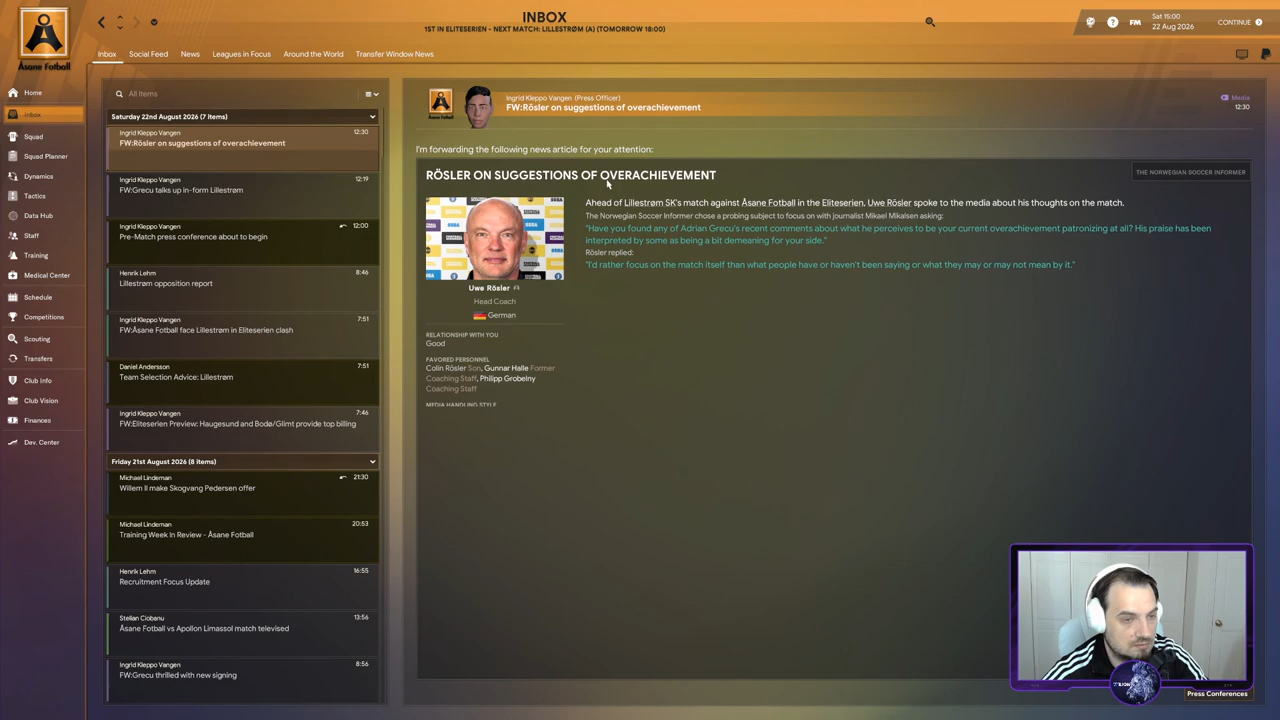 INBOX
1ST IN ELITESERIEN - NEXT MATCH: LILLESTRØM (A) (TOMORROW 18:00)
FM
Sat 15:00
22 Aug 2026
CONTINUE
Åsane Fotball
Inbox
Social Feed
News
Leagues in Focus
Around the World
Transfer Window News
Home
Inbox
Squad
Squad Planner
Dynamics
Tactics
Data Hub
Staff
Training
Medical Center
Schedule
Competitions
Scouting
Transfers
Club Info
Club Vision
Finances
Dev. Center
All Items
Saturday 22nd August 2026 (7 Items)
Ingrid Kleppo Vangen 12:30
FW:Rösler on suggestions of overachievement
Ingrid Kleppo Vangen 12:19
FW:Grecu talks up in-form Lillestrøm
Ingrid Kleppo Vangen 12:00
Pre-Match press conference about to begin
Henrik Lehm 8:46
Lillestrøm opposition report
Ingrid Kleppo Vangen 7:51
FW:Åsane Fotball face Lillestrøm in Eliteserien clash
Daniel Andersson 7:51
Team Selection Advice: Lillestrøm
Ingrid Kleppo Vangen 7:46
FW:Eliteserien Preview: Haugesund and Bodø/Glimt provide top billing
Friday 21st August 2026 (8 items)
Michael Lindeman 21:30
Willem II make Skogvang Pedersen offer
Michael Lindeman 20:53
Training Week In Review - Åsane Fotball
Henrik Lehm 16:55
Recruitment Focus Update
Stelian Ciobanu 13:56
Åsane Fotball vs Apollon Limassol match televised
Ingrid Kleppo Vangen 8:56
FW:Grecu thrilled with new signing
Ingrid Kleppo Vangen (Press Officer)
FW:Rösler on suggestions of overachievement
Media
12:30
I'm forwarding the following news article for your attention:
RÖSLER ON SUGGESTIONS OF OVERACHIEVEMENT
THE NORWEGIAN SOCCER INFORMER
Uwe Rösler
Head Coach
German
RELATIONSHIP WITH YOU
Good
FAVORED PERSONNEL
Colin Rösler Son, Gunnar Halle Former
Coaching Staff, Philipp Grobelny
Coaching Staff
MEDIA HANDLING STYLE
Ahead of Lillestrøm SK's match against Åsane Fotball in the Eliteserien, Uwe Rösler spoke to the media about his thoughts on the match.
The Norwegian Soccer Informer chose a probing subject to focus on with journalist Mikael Mikalsen asking:
"Have you found any of Adrian Grecu's recent comments about what he perceives to be your current overachievement patronizing at all? His praise has been
interpreted by some as being a bit demeaning for your side."
Rösler replied:
"I'd rather focus on the match itself than what people have or haven't been saying or what they may or may not mean by it."
Press Conferences